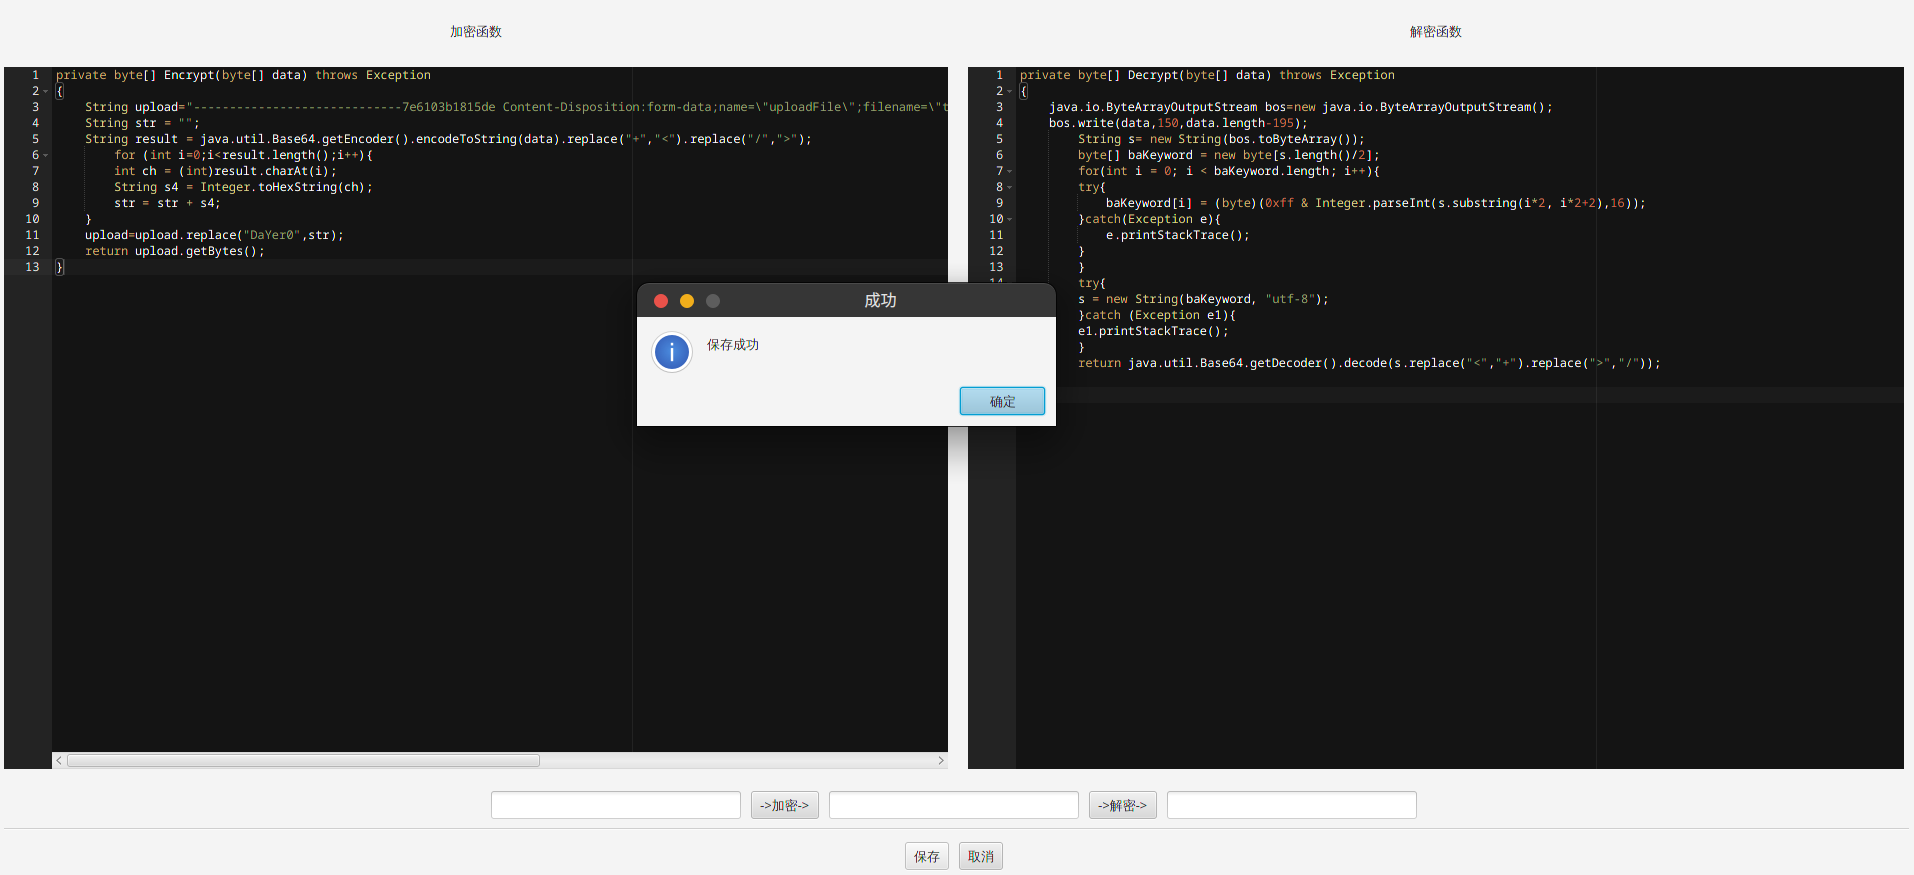 加密函数
1 private byte[] Encrypt(byte[] data) throws Exception
2 {
3 String upload="-----------------------------7e6103b1815de Content-Disposition:form-data;name=\"uploadFile\";filename=\"t
4 String str = "";
5 String result = java.util.Base64.getEncoder().encodeToString(data).replace("+","<").replace("/",">");
6 for (int i=0;i<result.length();i++){
7 int ch = (int)result.charAt(i);
8 String s4 = Integer.toHexString(ch);
9 str = str + s4;
10 }
11 upload=upload.replace("DaYer0",str);
12 return upload.getBytes();
13 }
解密函数
1 private byte[] Decrypt(byte[] data) throws Exception
2 {
3 java.io.ByteArrayOutputStream bos=new java.io.ByteArrayOutputStream();
4 bos.write(data,150,data.length-195);
5 String s= new String(bos.toByteArray());
6 byte[] baKeyword = new byte[s.length()/2];
7 for(int i = 0; i < baKeyword.length; i++){
8 try{
9 baKeyword[i] = (byte)(0xff & Integer.parseInt(s.substring(i*2, i*2+2),16));
10 }catch(Exception e){
11 e.printStackTrace();
12 }
13 }
14 try{
s = new String(baKeyword, "utf-8");
}catch (Exception e1){
e1.printStackTrace();
}
return java.util.Base64.getDecoder().decode(s.replace("<","+").replace(">","/"));
成功
保存成功
确定
->加密->
->解密->
保存
取消